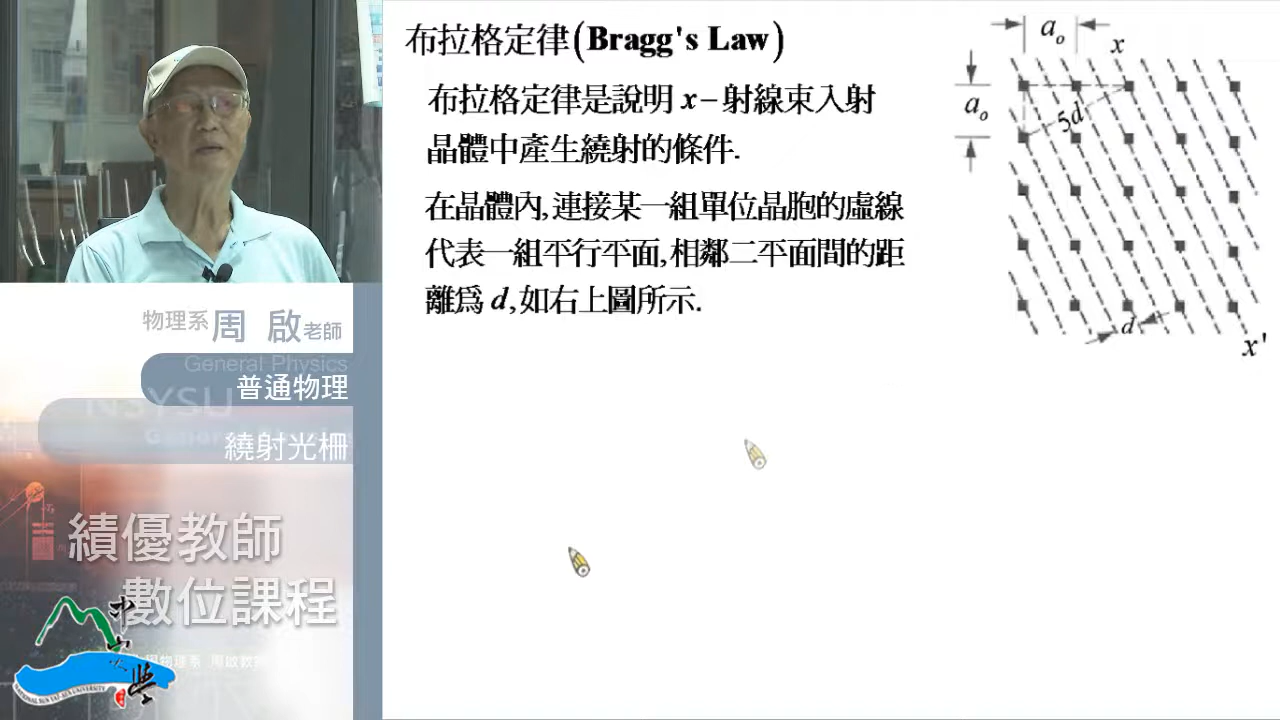 布拉格定律(Bragg's Law)
布拉格定律是說明 x－射線束入射
晶體中產生繞射的條件.
在晶體內,連接某一組單位晶胞的虛線
代表一組平行平面,相鄰二平面間的距
離為 d,如右上圖所示.
aₒ
x
aₒ
5d
d
x'
物理系周 啟老師
General Physics
普通物理
NSYSU
繞射光柵
績優教師
數位課程